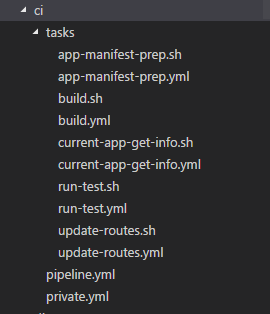 ci
tasks
app-manifest-prep.sh
app-manifest-prep.yml
build.sh
build.yml
current-app-get-info.sh
current-app-get-info.yml
run-test.sh
run-test.yml
update-routes.sh
update-routes.yml
pipeline.yml
private.yml